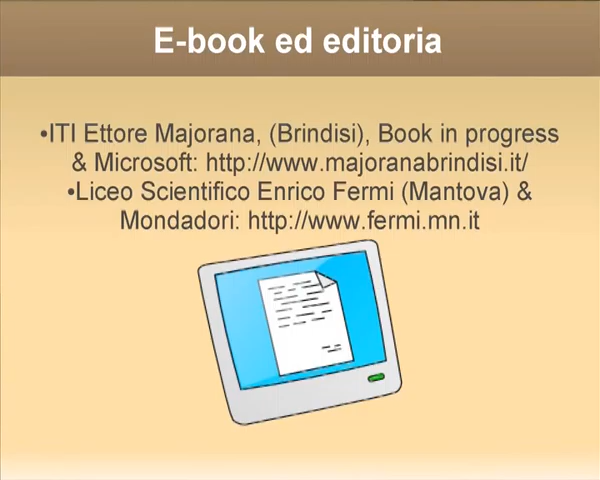 E-book ed editoria
•ITI Ettore Majorana, (Brindisi), Book in progress
& Microsoft: http://www.majoranabrindisi.it/
•Liceo Scientifico Enrico Fermi (Mantova) &
Mondadori: http://www.fermi.mn.it